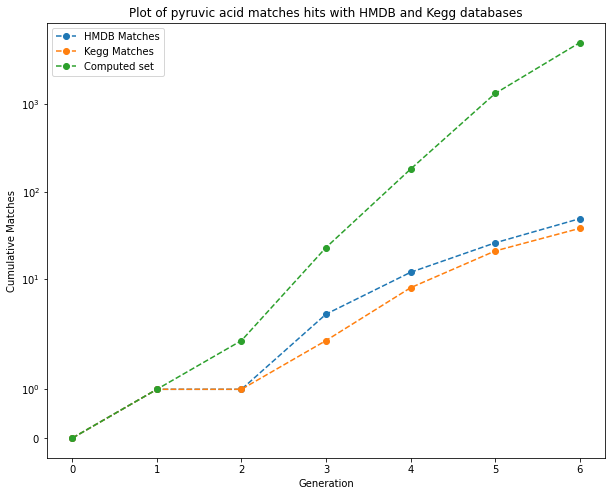 Plot of pyruvic acid matches hits with HMDB and Kegg databases
HMDB Matches
Kegg Matches
Computed set
Cumulative Matches
10³
10²
10¹
10⁰
0
0 1 2 3 4 5 6
Generation